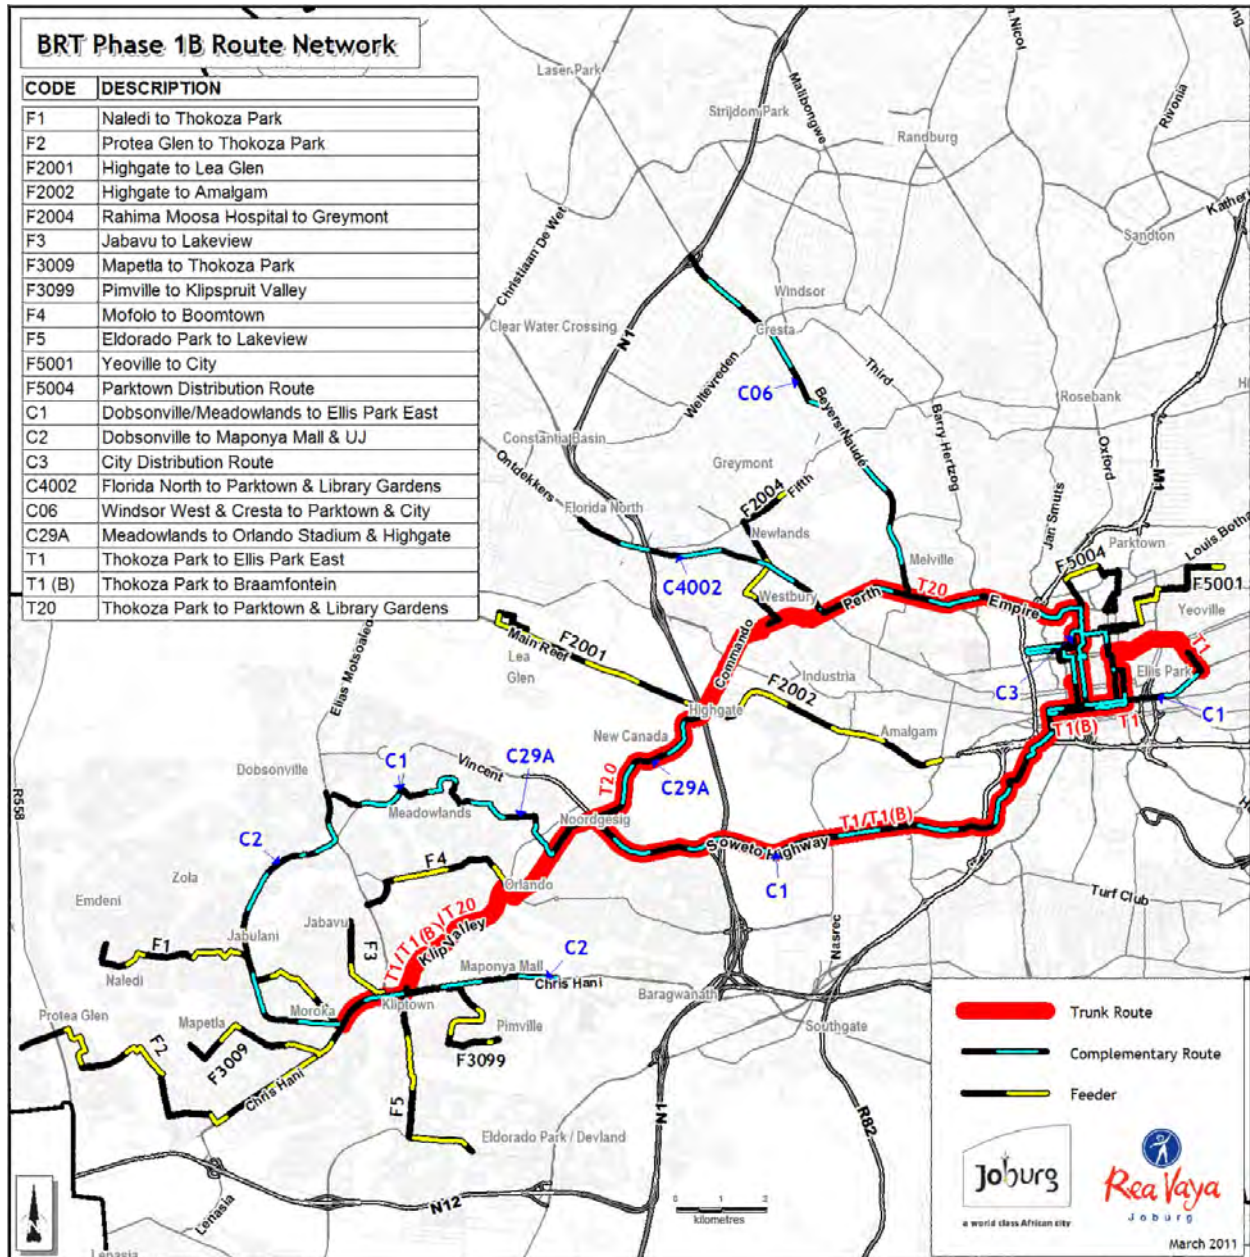 BRT Phase 1B Route Network
CODE DESCRIPTION
F1 Naledi to Thokoza Park
F2 Protea Glen to Thokoza Park
F2001 Highgate to Lea Glen
F2002 Highgate to Amalgam
F2004 Rahima Moosa Hospital to Greymont
F3 Jabavu to Lakeview
F3009 Mapetla to Thokoza Park
F3099 Pimville to Klipspruit Valley
F4 Mofolo to Boomtown
F5 Eldorado Park to Lakeview
F5001 Yeoville to City
F5004 Parktown Distribution Route
C1 Dobsonville/Meadowlands to Ellis Park East
C2 Dobsonville to Maponya Mall & UJ
C3 City Distribution Route
C4002 Florida North to Parktown & Library Gardens
C06 Windsor West & Cresta to Parktown & City
C29A Meadowlands to Orlando Stadium & Highgate
T1 Thokoza Park to Ellis Park East
T1 (B) Thokoza Park to Braamfontein
T20 Thokoza Park to Parktown & Library Gardens
Laser Park
Strijdom Park
Malibongwe
Randburg
Nicol
Rivonia
Sandton
Christiaan De Wet
Windsor
Clear Water Crossing
N1
Cresta
Weltevreden
C06
Third
Beyers Naudé
Barry Hertzog
Rosebank
Oxford
M1
Constantia Basin
Ontdekkers
Greymont
Florida North
F2004
Fifth
Newlands
Jan Smuts
Parktown
Louis Botha
C4002
Melville
F5004
F5001
Westbury
Perth
T20
Empire
Yeoville
Main Reef
F2001
Lea
Glen
Commando
Industria
Ellis Park
T1
Elias Motsoaledi
C3
Highgate
F2002
C1
New Canada
Amalgam
T1(B)
T1
Dobsonville
C1
Vincent
C29A
T20
C29A
R558
Meadowlands
Noordgesig
T1/T1(B)
Soweto Highway
C2
C1
F4
Zola
Orlando
Turf Club
Emdeni
Jabavu
T1/T1(B)/T20
Klip Valley
Nasrec
F1
Jabulani
F3
C2
Naledi
Maponya Mall
Chris Hani
Moroka
Kliptown
Baragwanath
Protea Glen
Mapetla
Pimville
Southgate
F2
F3009
F3099
Chris Hani
F5
N1
R82
Eldorado Park / Devland
N12
Lenasia
Lenasia
N
0 1 2
kilometres
Trunk Route
Complementary Route
Feeder
Joburg
a world class African city
Rea Vaya
Joburg
March 2011